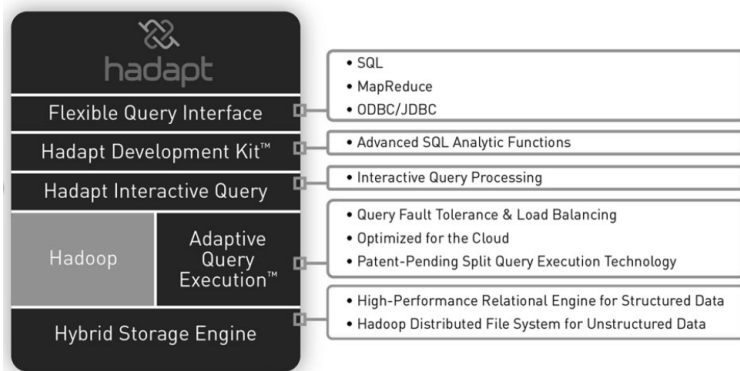 hadapt
Flexible Query Interface
• SQL
• MapReduce
• ODBC/JDBC
Hadapt Development Kit™
• Advanced SQL Analytic Functions
Hadapt Interactive Query
• Interactive Query Processing
Hadoop
Adaptive
Query
Execution™
• Query Fault Tolerance & Load Balancing
• Optimized for the Cloud
• Patent-Pending Split Query Execution Technology
Hybrid Storage Engine
• High-Performance Relational Engine for Structured Data
• Hadoop Distributed File System for Unstructured Data